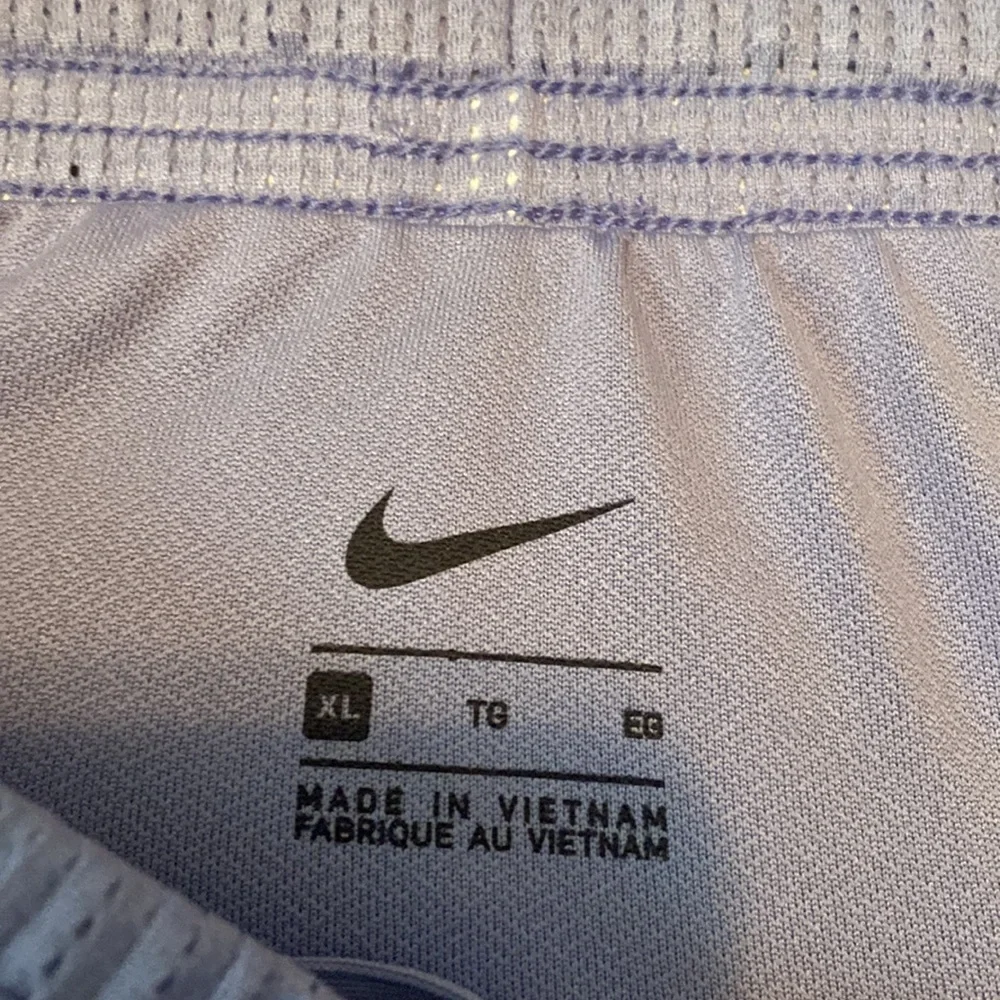 XL TG EG
MADE IN VIETNAM
FABRIQUE AU VIETNAM